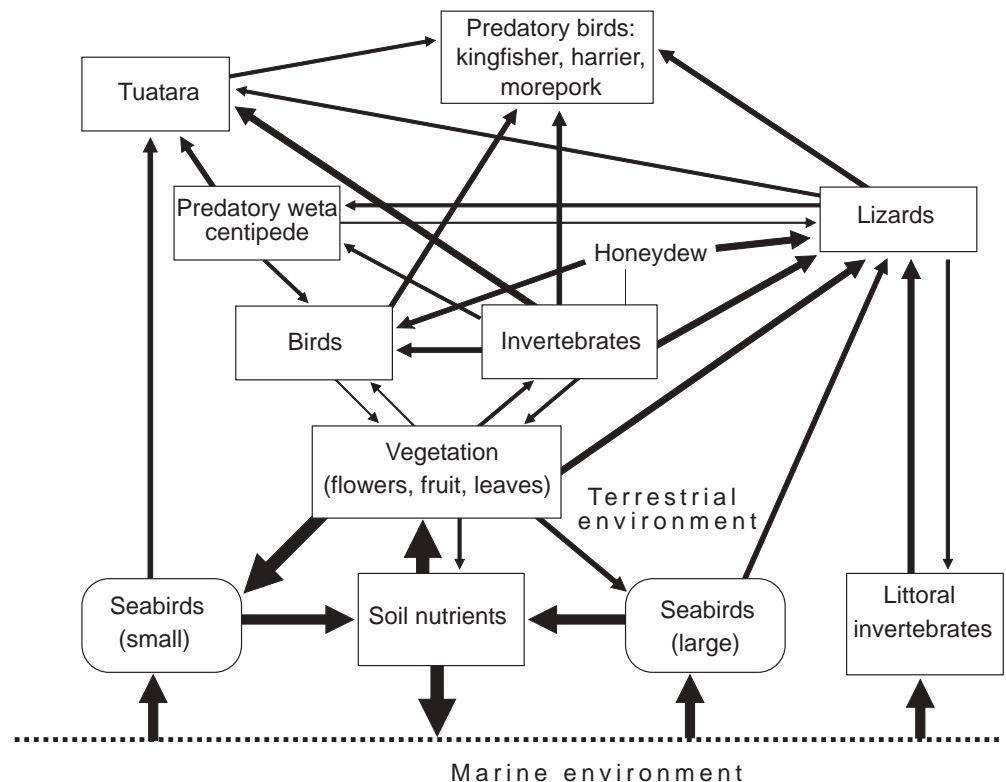 Predatory birds:
kingfisher, harrier,
morepork
Tuatara
Predatory weta
centipede
Lizards
Honeydew
Birds
Invertebrates
Vegetation
(flowers, fruit, leaves)
Terrestrial
environment
Seabirds
(small)
Soil nutrients
Seabirds
(large)
Littoral
invertebrates
Marine environment